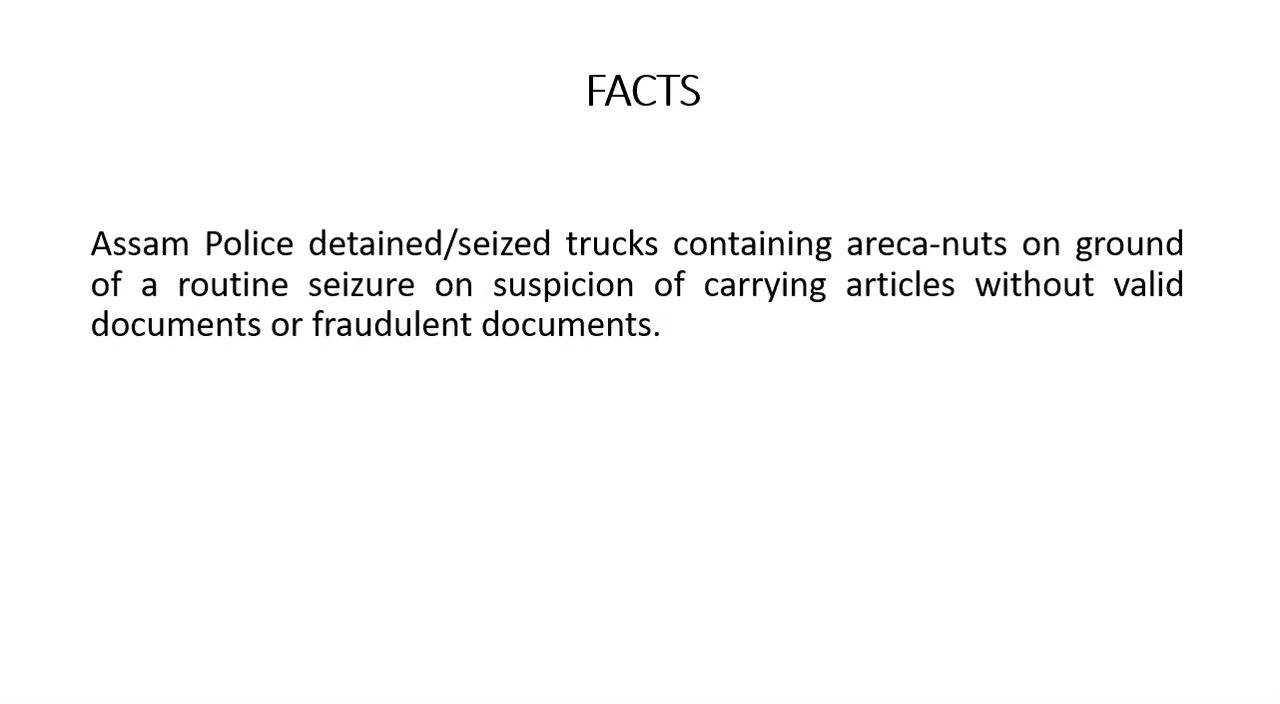 FACTS
Assam Police detained/seized trucks containing areca-nuts on ground
of a routine seizure on suspicion of carrying articles without valid
documents or fraudulent documents.